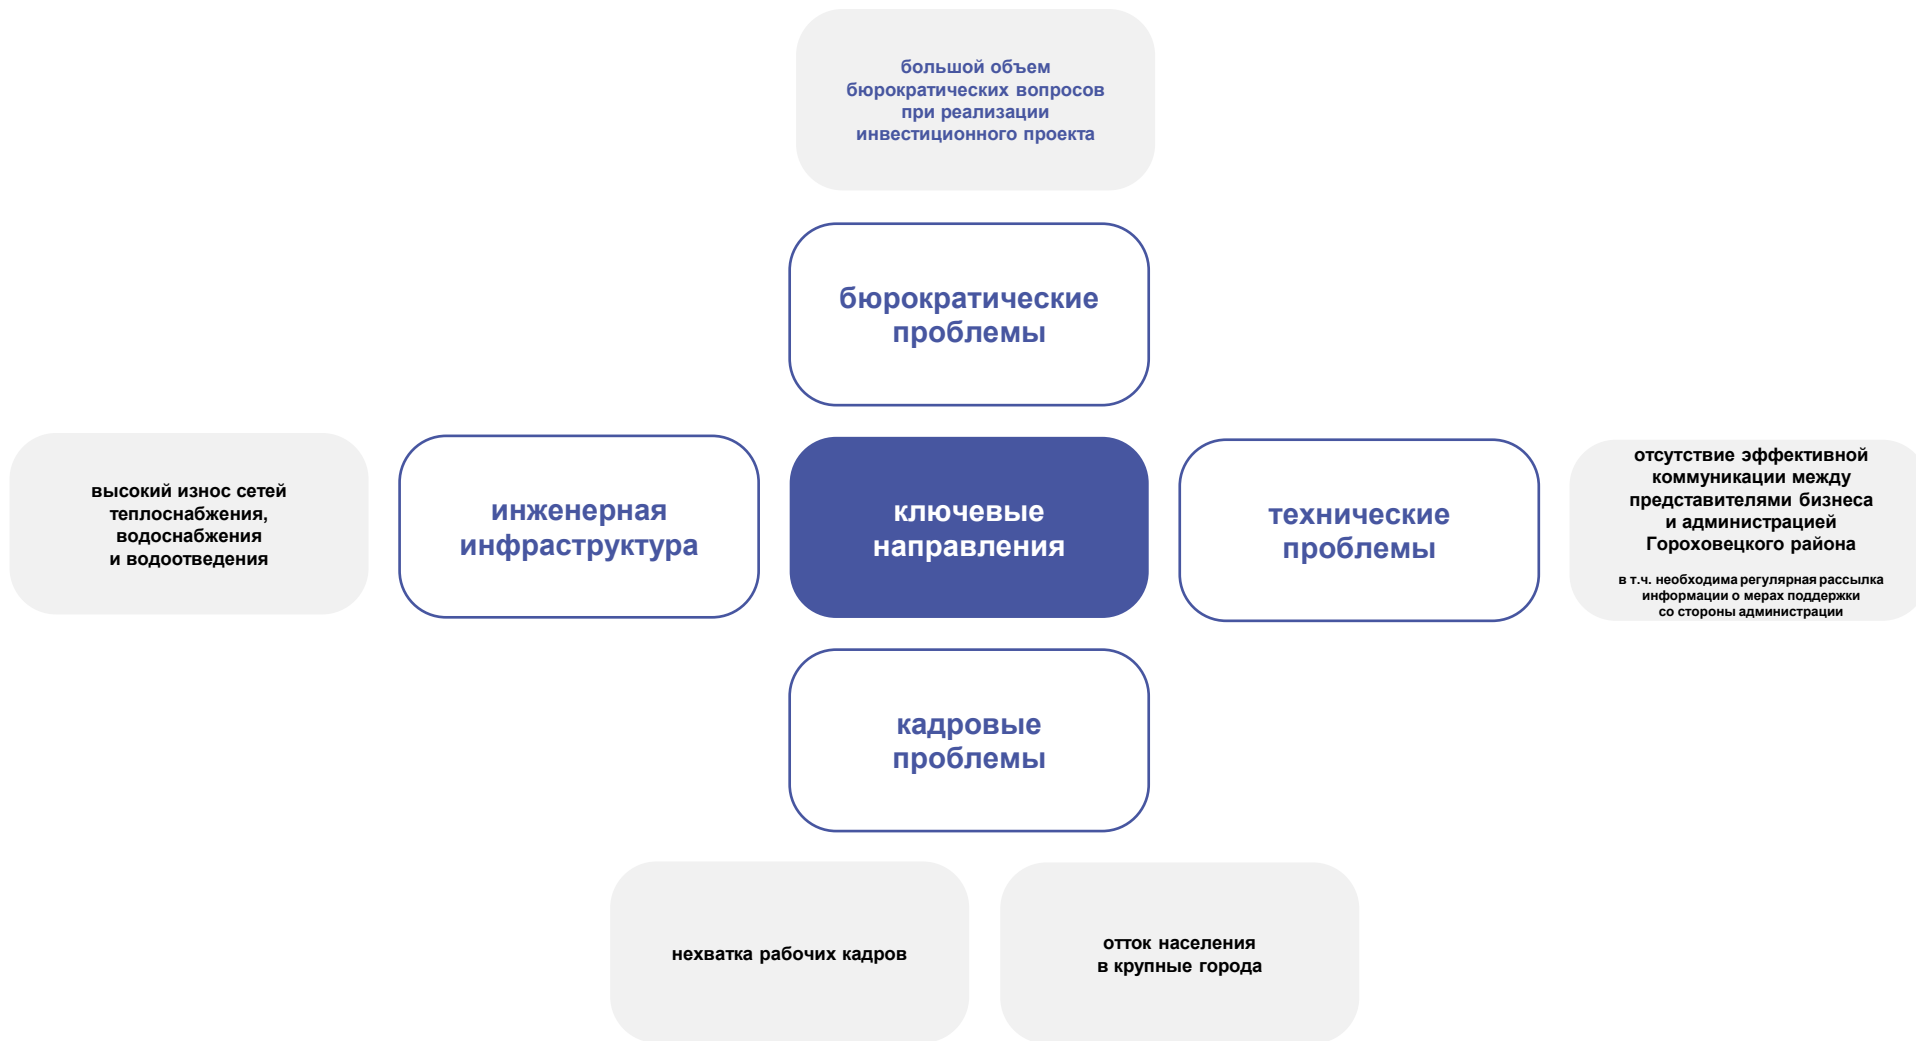 большой объем
бюрократических вопросов
при реализации
инвестиционного проекта
бюрократические
проблемы
высокий износ сетей
теплоснабжения,
водоснабжения
и водоотведения
инженерная
инфраструктура
ключевые
направления
технические
проблемы
отсутствие эффективной
коммуникации между
представителями бизнеса
и администрацией
Гороховецкого района
в т.ч. необходима регулярная рассылка
информации о мерах поддержки
со стороны администрации
кадровые
проблемы
нехватка рабочих кадров
отток населения
в крупные города